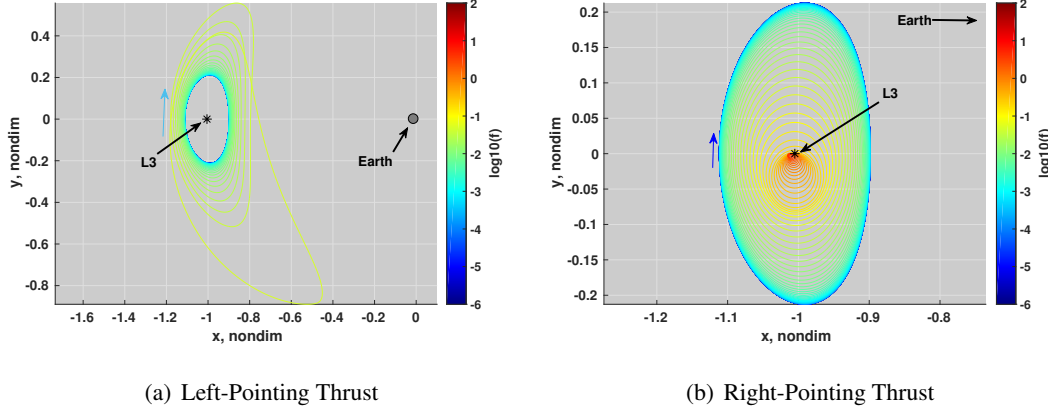 0.4
0.2
0
-0.2
-0.4
-0.6
-0.8
y, nondim
L3
Earth
-1.6 -1.4 -1.2 -1 -0.8 -0.6 -0.4 -0.2 0
x, nondim
2
1
0
-1
-2
-3
-4
-5
-6
log10(f)
(a) Left-Pointing Thrust
0.2
0.15
0.1
0.05
0
-0.05
-0.1
-0.15
-0.2
y, nondim
Earth
L3
-1.2 -1.1 -1 -0.9 -0.8
x, nondim
2
1
0
-1
-2
-3
-4
-5
-6
log10(f)
(b) Right-Pointing Thrust